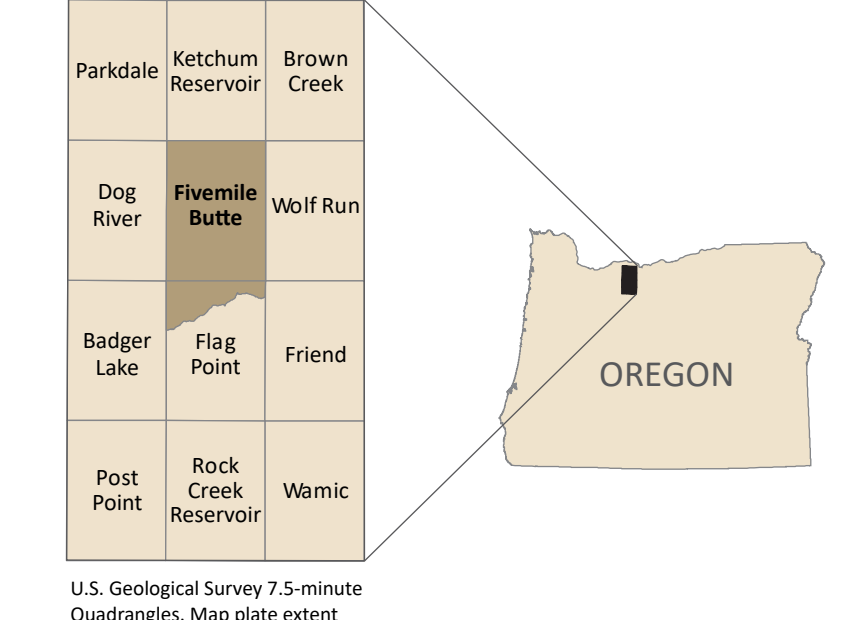 Parkdale
Ketchum
Reservoir
Brown
Creek
Dog
River
Fivemile
Butte
Wolf Run
Badger
Lake
Flag
Point
Friend
Post
Point
Rock
Creek
Reservoir
Wamic
OREGON
U.S. Geological Survey 7.5-minute
Quadrangles. Map plate extent